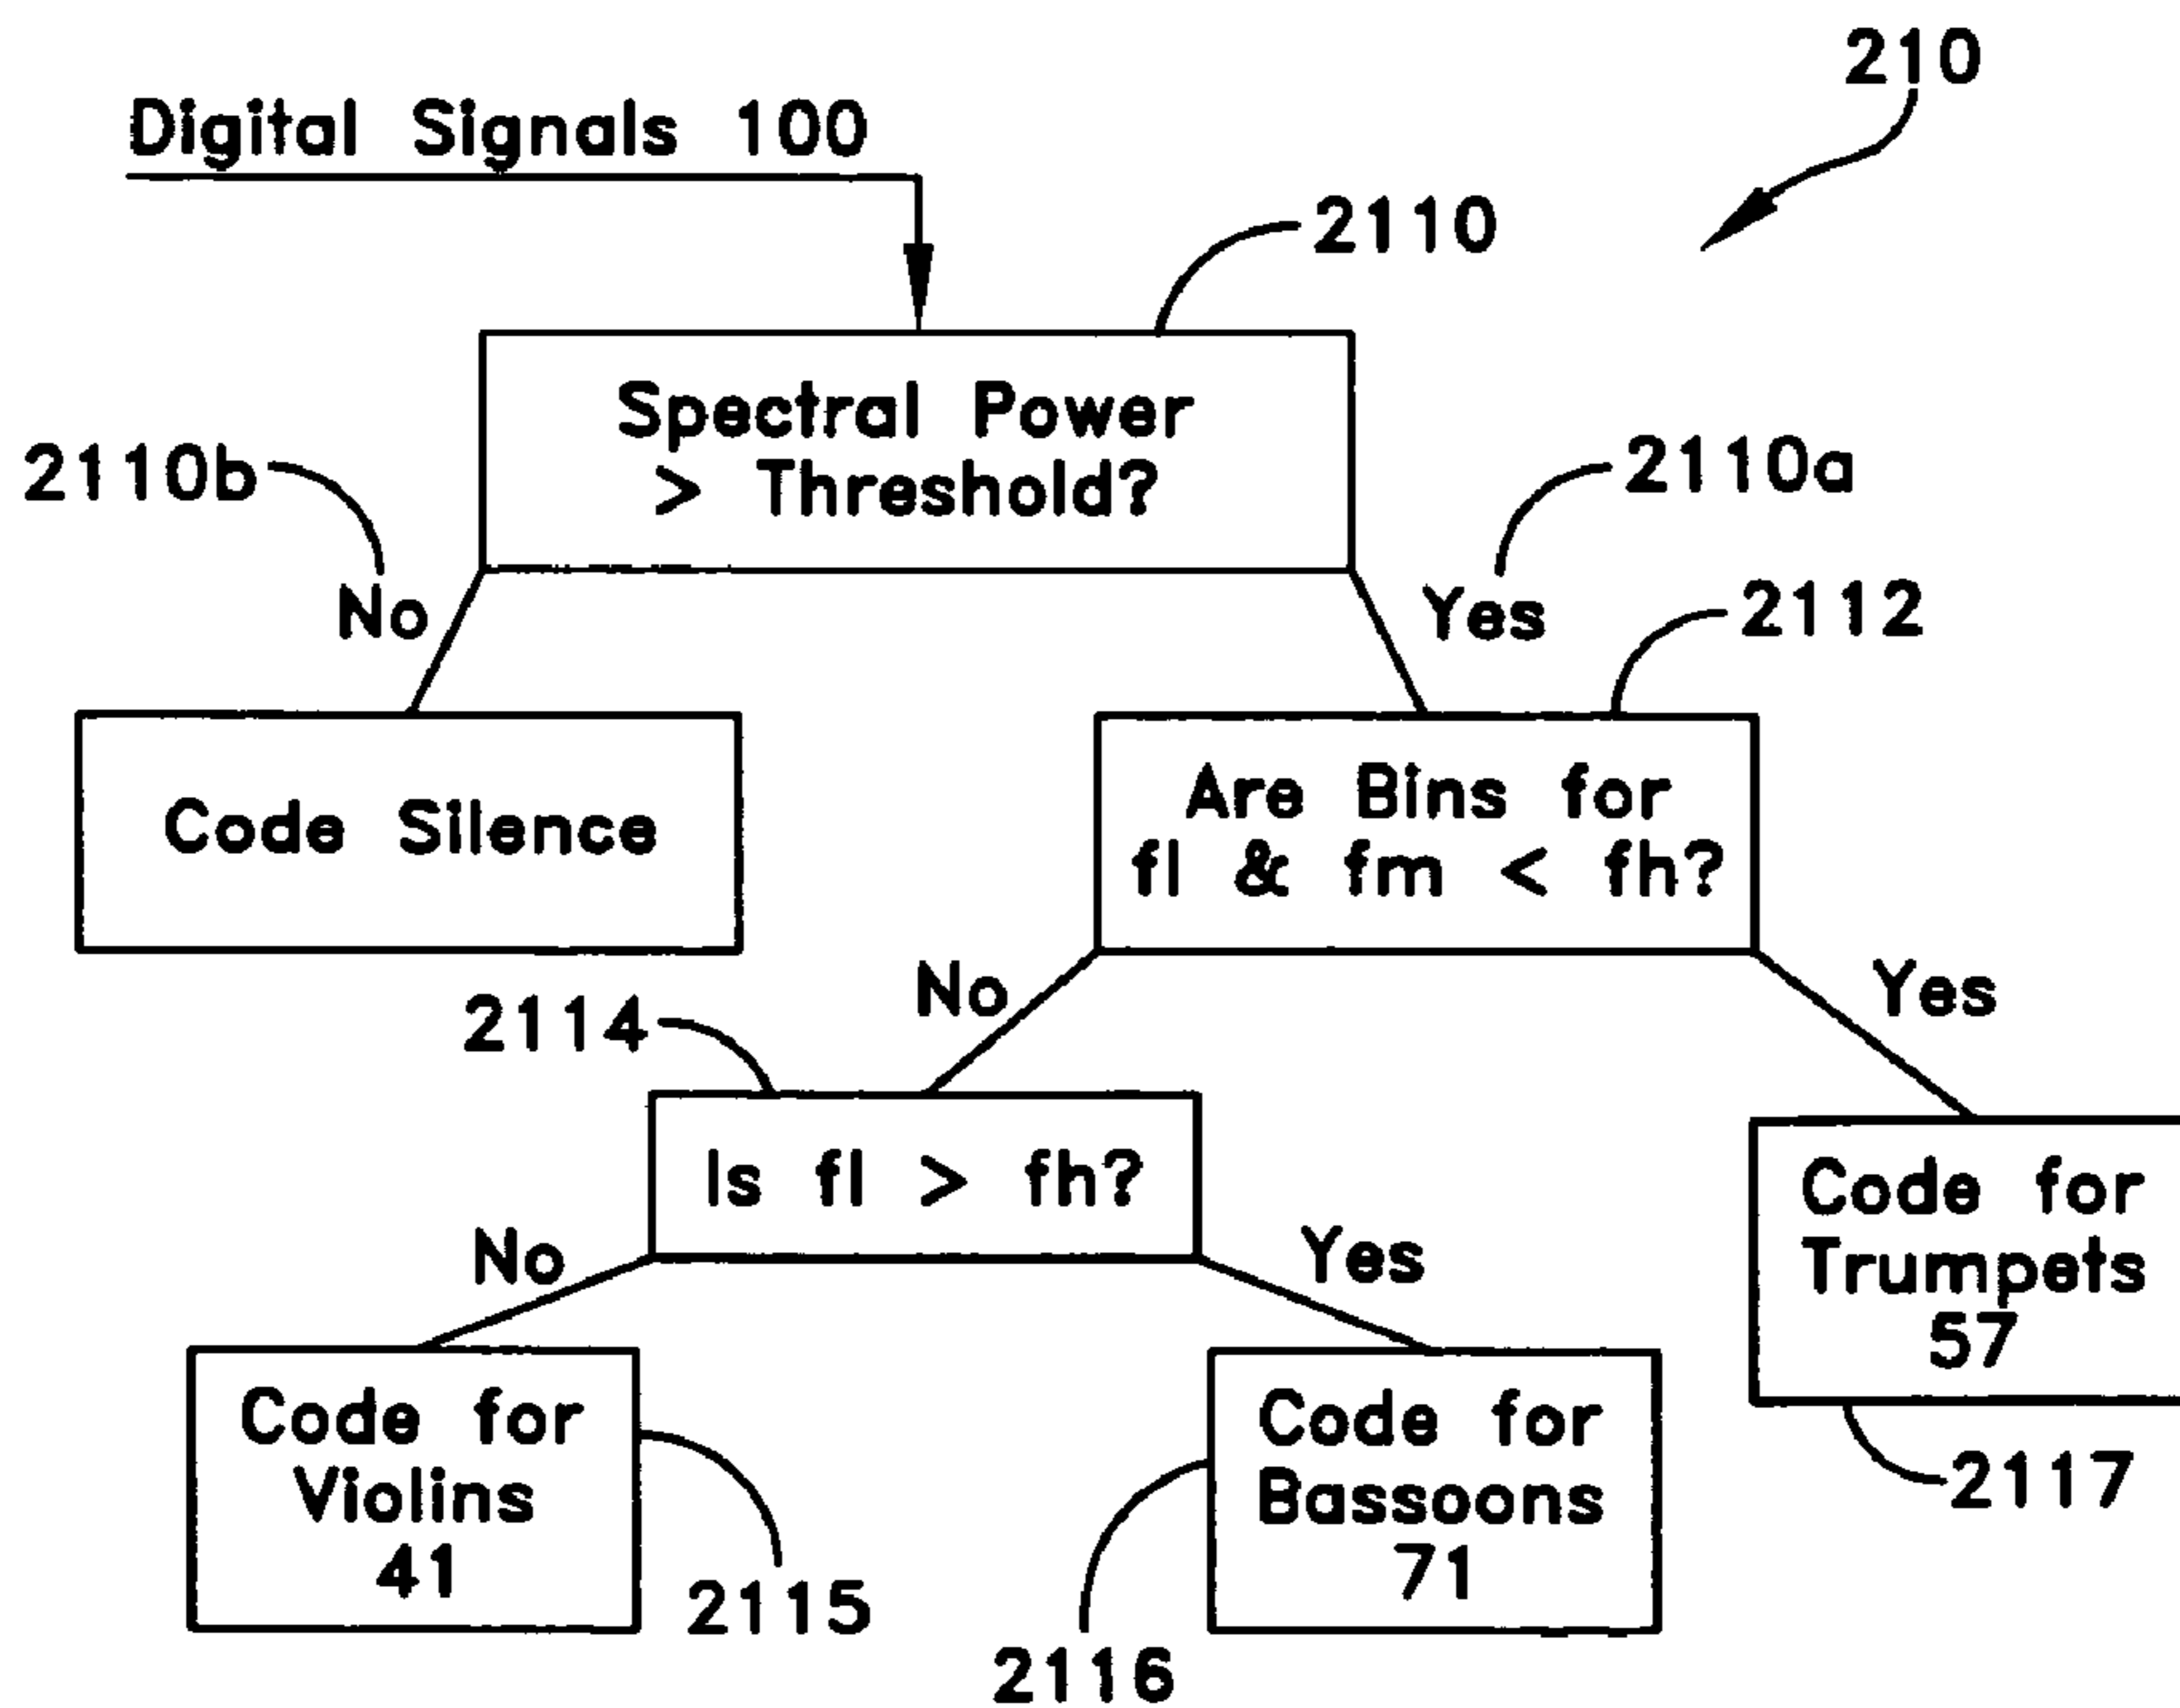 210
Digital Signals 100
2110
Spectral Power
> Threshold?
2110b
2110a
No
Yes
2112
Code Silence
Are Bins for
fl & fm < fh?
No
Yes
2114
Is fl > fh?
Code for
Trumpets
57
No
Yes
Code for
Violins
41
Code for
Bassoons
71
2117
2115
2116